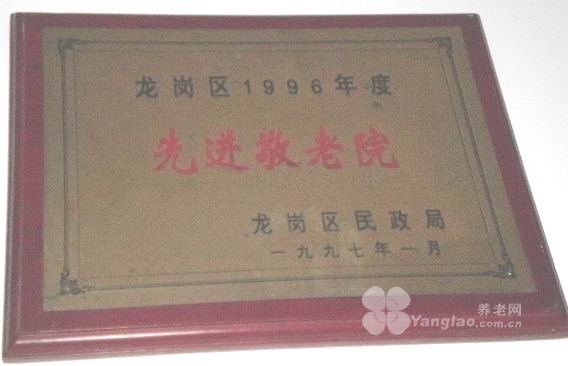 龙岗区1996年度
先进敬老院
龙岗区民政局
一九九七年一月
养老网
Yanglao.com.cn